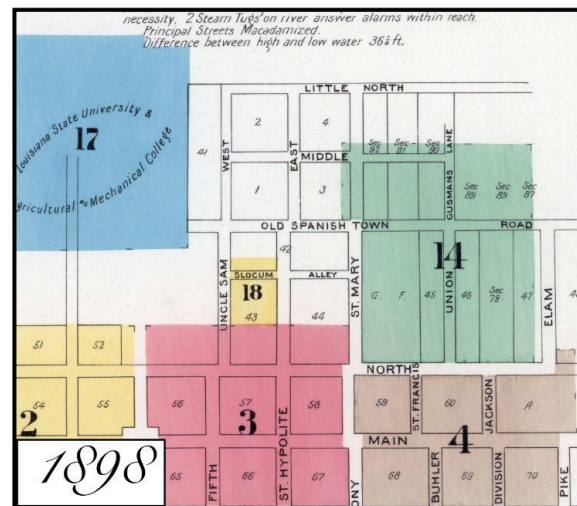 necessity. 2 Steam Tugs on river answer alarms within reach.
Principal Streets Macadamized.
Difference between high and low water 36½ ft.
Louisiana State University &
Agricultural and Mechanical College
17
LITTLE NORTH
41
WEST
2
EAST
4
Sec. 92
Sec. 91
Sec. 90
GUSMANS LANE
MIDDLE
1
3
Sec. 89
Sec. 87
OLD SPANISH TOWN ROAD
42
SLOCUM ALLEY
18
UNCLE SAM
43
44
ST. MARY
14
G.
F.
45
UNION
46
Sec. 79
47
ELAM
51
52
NORTH
54
55
56
57
58
59
ST. FRANCIS
60
JACKSON
A
2
3
ST. HYPOLITE
MAIN
4
1898
65
FIFTH
66
67
ONY
68
BUHLER
69
DIVISION
70
PIKE